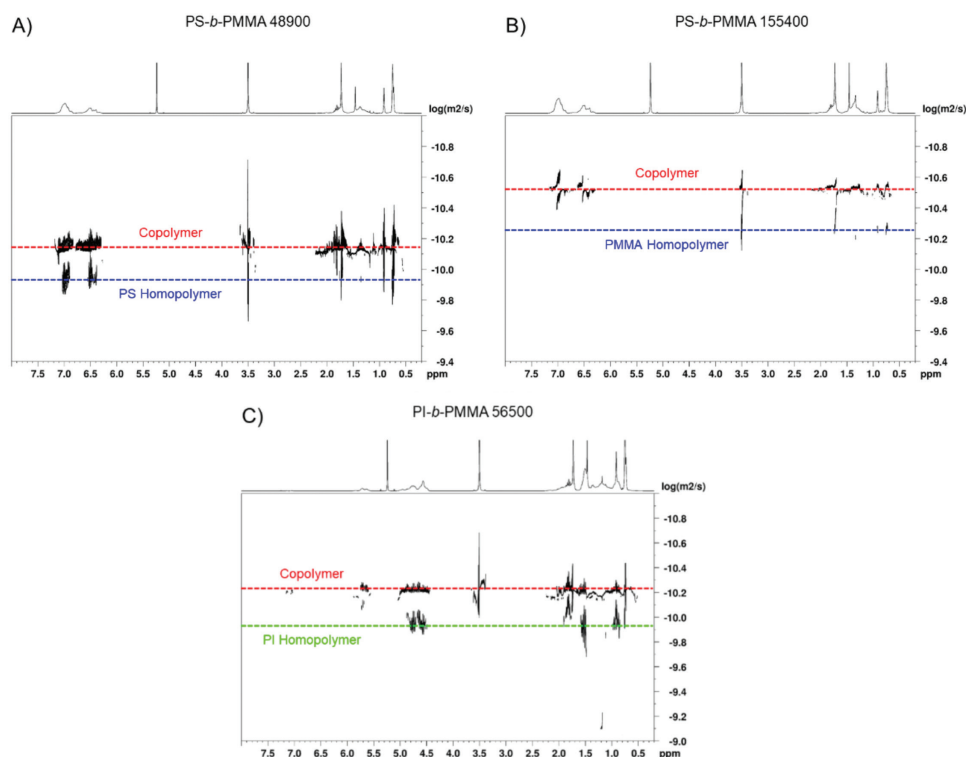 A)
PS-b-PMMA 48900
log(m2/s)
-10.8
-10.6
-10.4
-10.2
-10.0
-9.8
-9.6
-9.4
Copolymer
PS Homopolymer
7.5 7.0 6.5 6.0 5.5 5.0 4.5 4.0 3.5 3.0 2.5 2.0 1.5 1.0 0.5 ppm
B)
PS-b-PMMA 155400
log(m2/s)
-10.8
-10.6
-10.4
-10.2
-10.0
-9.8
-9.6
-9.4
Copolymer
PMMA Homopolymer
7.5 7.0 6.5 6.0 5.5 5.0 4.5 4.0 3.5 3.0 2.5 2.0 1.5 1.0 0.5 ppm
C)
PI-b-PMMA 56500
log(m2/s)
-10.8
-10.6
-10.4
-10.2
-10.0
-9.8
-9.6
-9.4
-9.2
-9.0
Copolymer
PI Homopolymer
7.5 7.0 6.5 6.0 5.5 5.0 4.5 4.0 3.5 3.0 2.5 2.0 1.5 1.0 0.5 ppm